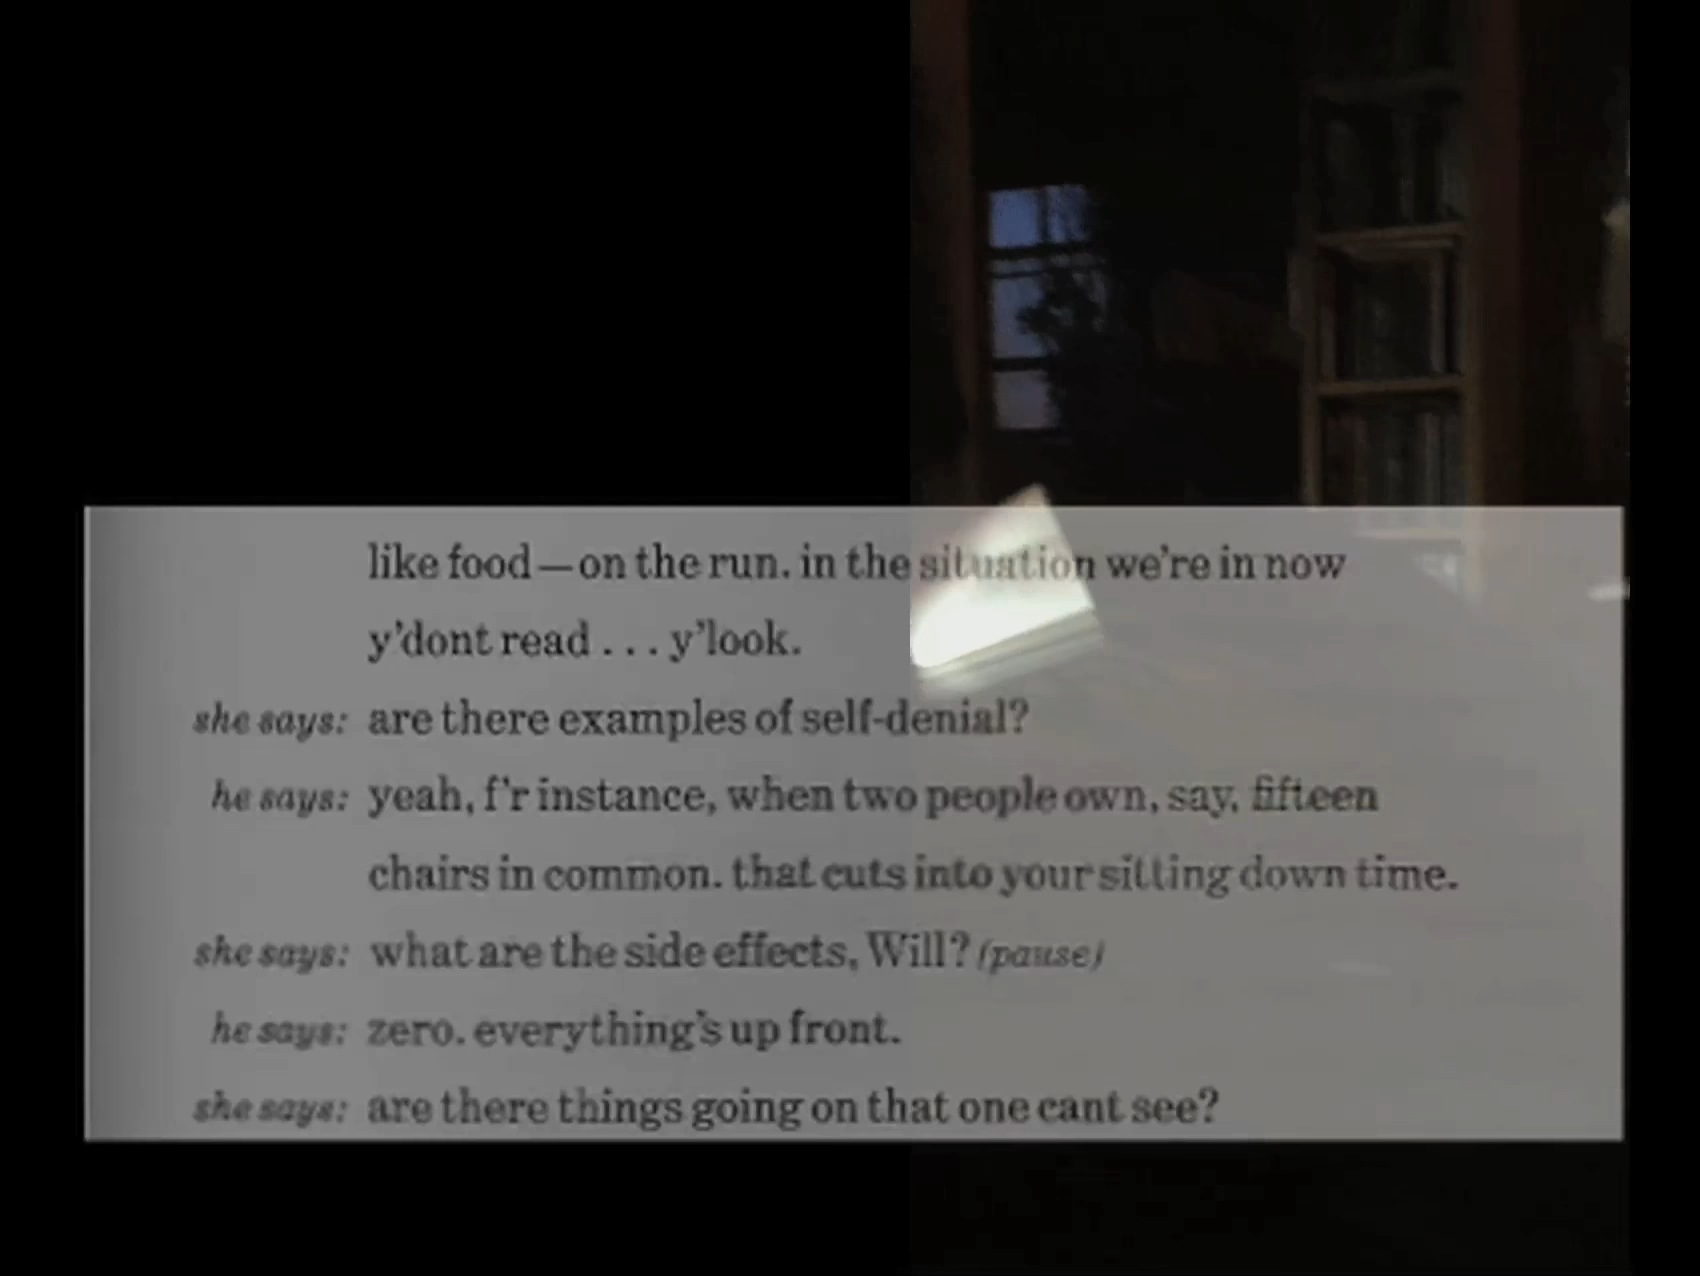 like food—on the run. in the situation we're in now
y'dont read . . . y'look.
she says: are there examples of self-denial?
he says: yeah, f'r instance, when two people own, say, fifteen
chairs in common. that cuts into your sitting down time.
she says: what are the side effects, Will? (pause)
he says: zero. everything's up front.
she says: are there things going on that one cant see?